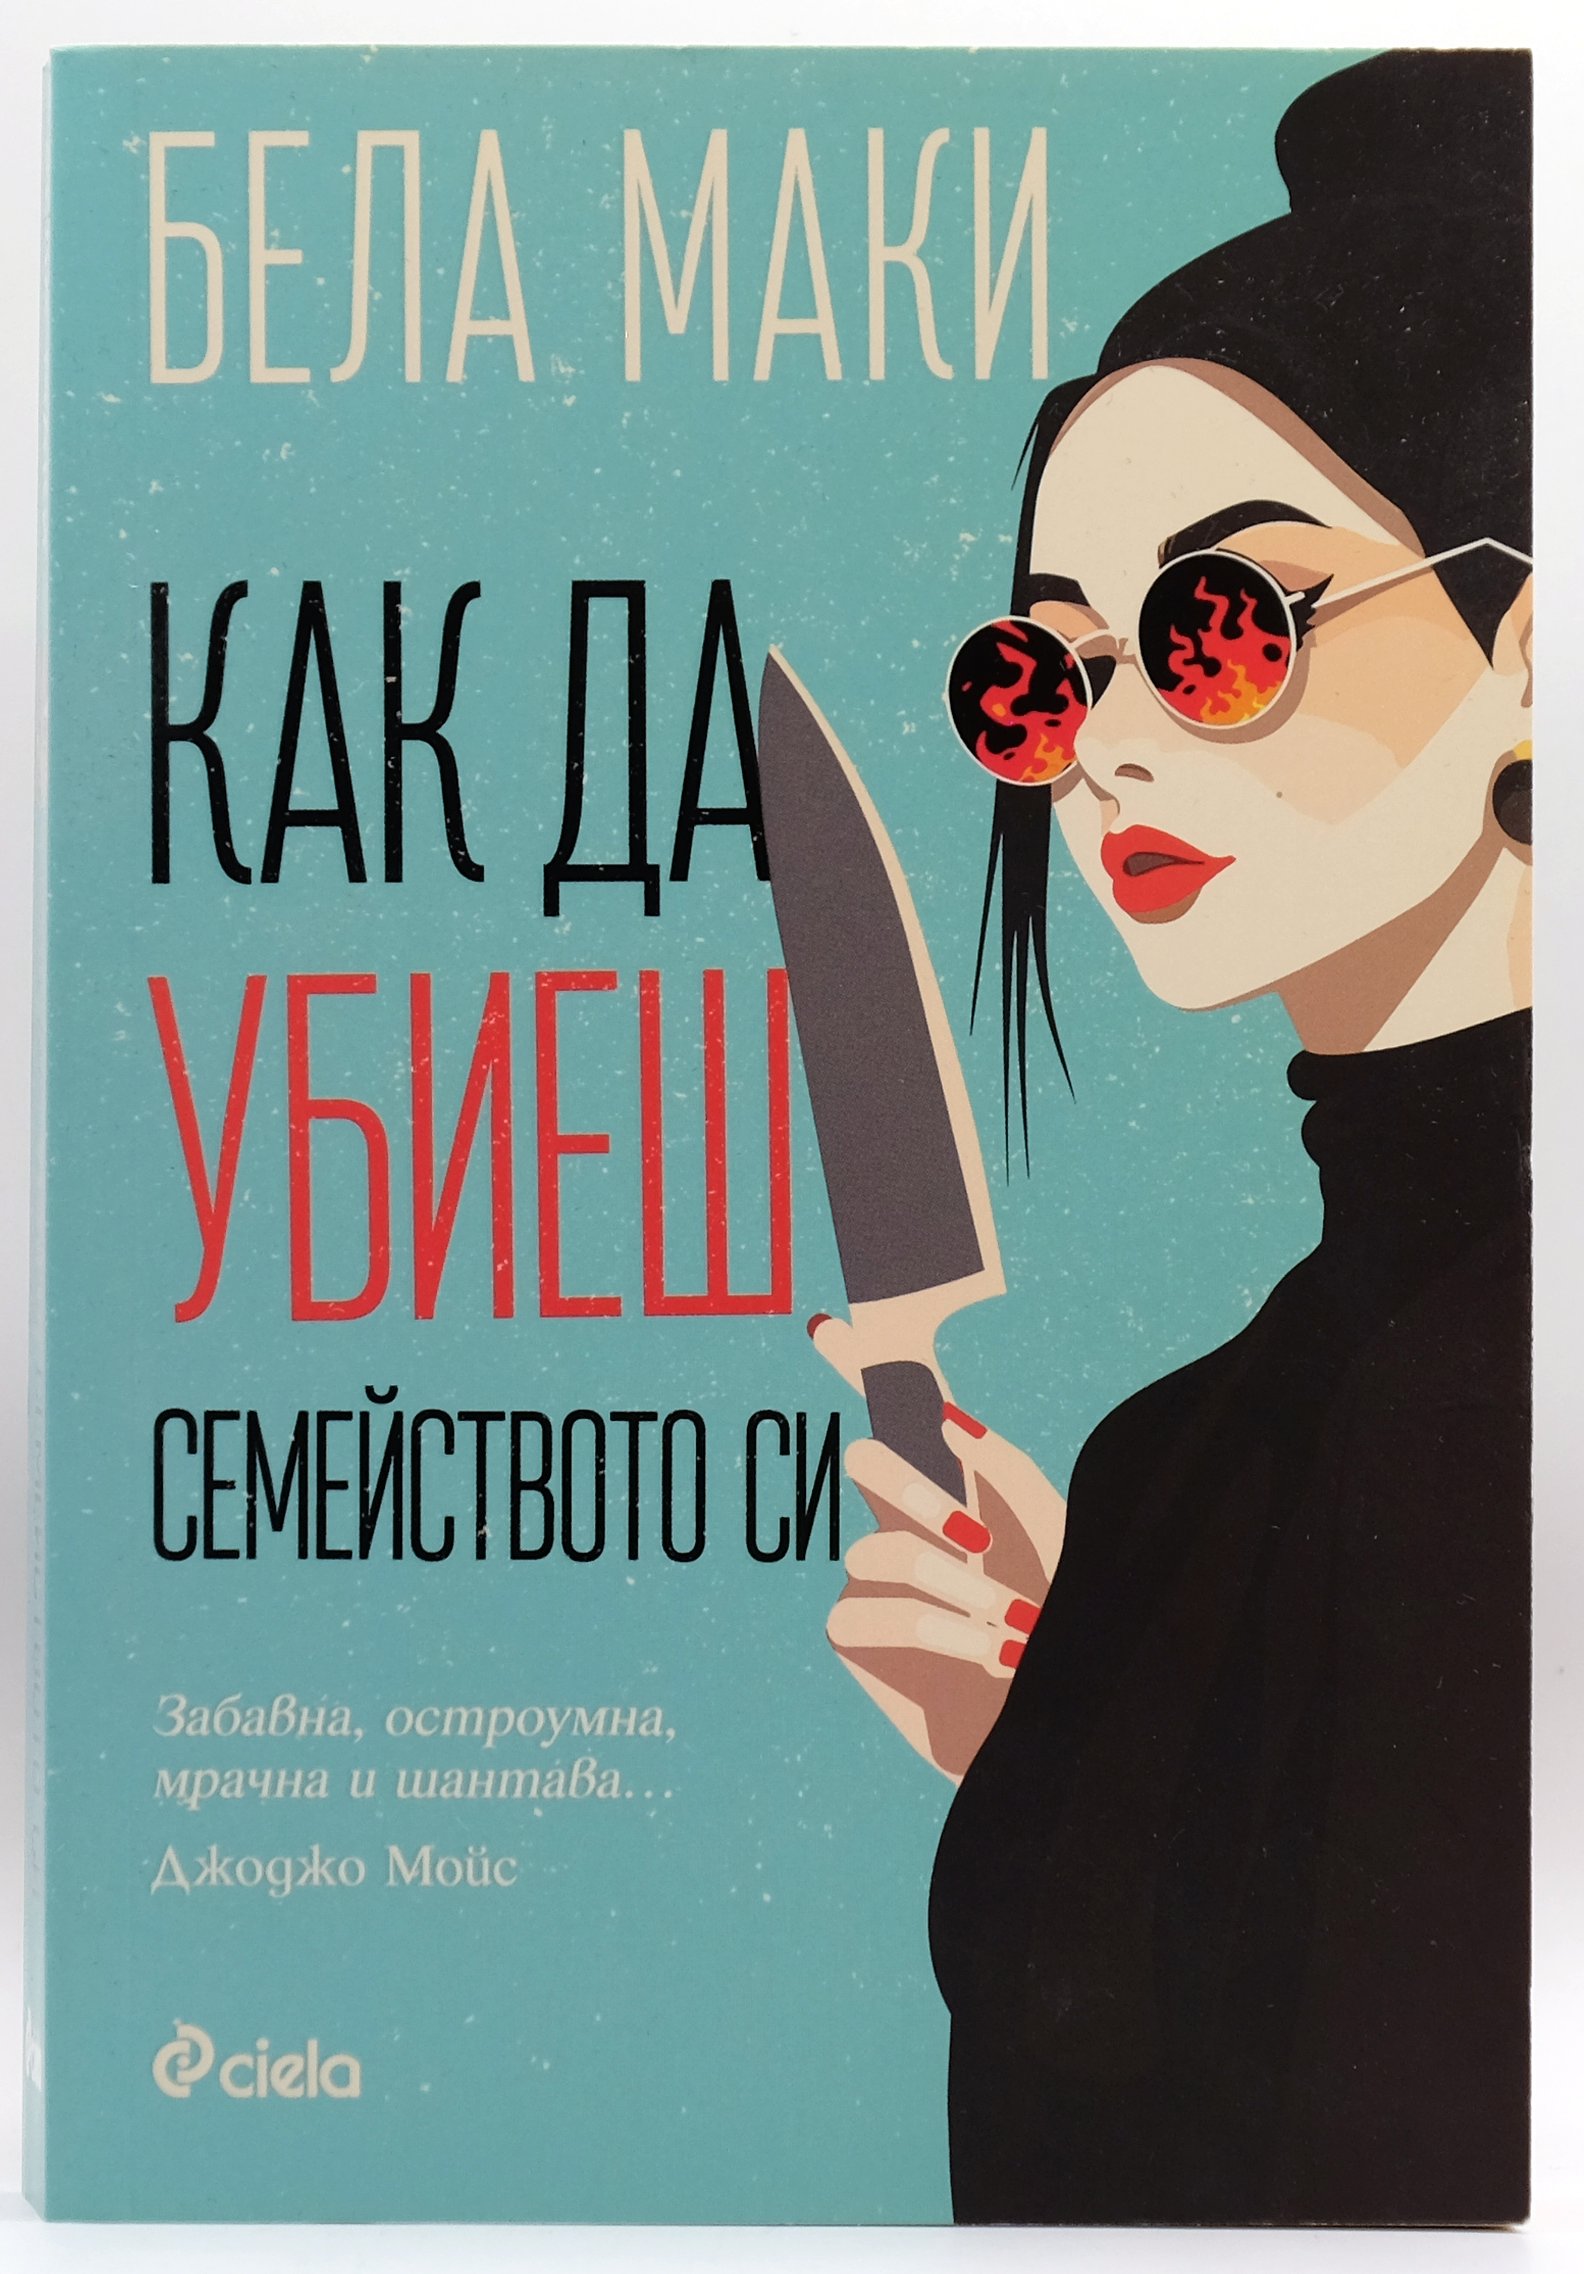 БЕЛА МАКИ
КАК ДА
УБИЕШ
СЕМЕЙСТВОТО СИ
Забавна, остроумна,
мрачна и шантава...
Джоджо Мойс
ciela